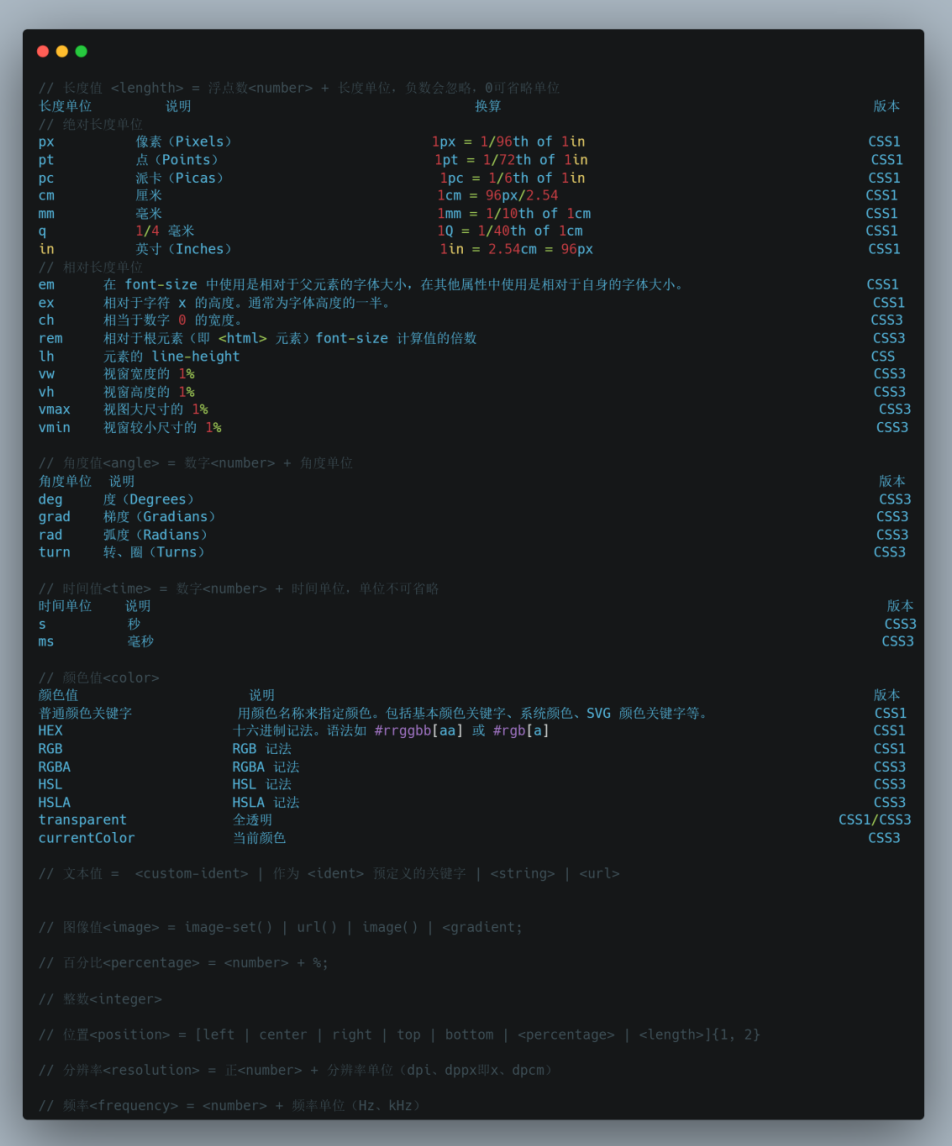 // 长度值 <lenghth> = 浮点数<number> + 长度单位，负数会忽略，0可省略单位
长度单位 说明 换算 版本
// 绝对长度单位
px 像素（Pixels） 1px = 1/96th of 1in CSS1
pt 点（Points） 1pt = 1/72th of 1in CSS1
pc 派卡（Picas） 1pc = 1/6th of 1in CSS1
cm 厘米 1cm = 96px/2.54 CSS1
mm 毫米 1mm = 1/10th of 1cm CSS1
q 1/4 毫米 1Q = 1/40th of 1cm CSS1
in 英寸（Inches） 1in = 2.54cm = 96px CSS1
// 相对长度单位
em 在 font-size 中使用是相对于父元素的字体大小，在其他属性中使用是相对于自身的字体大小。 CSS1
ex 相对于字符 x 的高度。通常为字体高度的一半。 CSS1
ch 相当于数字 0 的宽度。 CSS3
rem 相对于根元素（即 <html> 元素）font-size 计算值的倍数 CSS3
lh 元素的 line-height CSS
vw 视窗宽度的 1% CSS3
vh 视窗高度的 1% CSS3
vmax 视图大尺寸的 1% CSS3
vmin 视窗较小尺寸的 1% CSS3
// 角度值<angle> = 数字<number> + 角度单位
角度单位 说明 版本
deg 度（Degrees） CSS3
grad 梯度（Gradians） CSS3
rad 弧度（Radians） CSS3
turn 转、圈（Turns） CSS3
// 时间值<time> = 数字<number> + 时间单位，单位不可省略
时间单位 说明 版本
s 秒 CSS3
ms 毫秒 CSS3
// 颜色值<color>
颜色值 说明 版本
普通颜色关键字 用颜色名称来指定颜色。包括基本颜色关键字、系统颜色、SVG 颜色关键字等。 CSS1
HEX 十六进制记法。语法如 #rrggbb[aa] 或 #rgb[a] CSS1
RGB RGB 记法 CSS1
RGBA RGBA 记法 CSS3
HSL HSL 记法 CSS3
HSLA HSLA 记法 CSS3
transparent 全透明 CSS1/CSS3
currentColor 当前颜色 CSS3
// 文本值 =  <custom-ident> | 作为 <ident> 预定义的关键字 | <string> | <url>
// 图像值<image> = image-set() | url() | image() | <gradient;
// 百分比<percentage> = <number> + %;
// 整数<integer>
// 位置<position> = [left | center | right | top | bottom | <percentage> | <length>]{1, 2}
// 分辨率<resolution> = 正<number> + 分辨率单位（dpi、dppx即x、dpcm）
// 频率<frequency> = <number> + 频率单位（Hz、kHz）